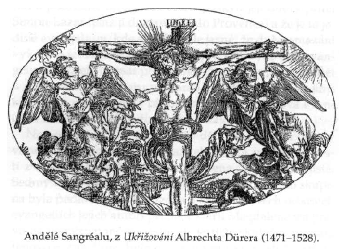 Andělé Sangréalu, z Ukřižování Albrechta Dürera (1471–1528).